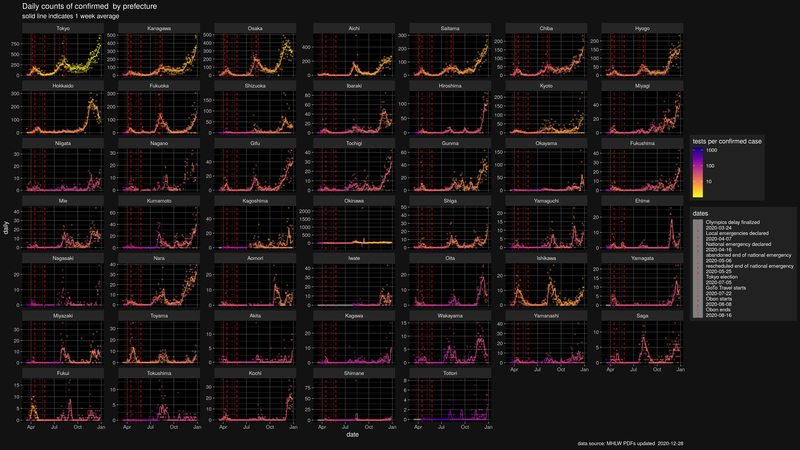 Daily counts of confirmed by prefecture
solid line indicates 1 week average
Tokyo Kanagawa Osaka Aichi Saitama Chiba Hyogo
Hokkaido Fukuoka Shizuoka Ibaraki Hiroshima Kyoto Miyagi
Niigata Nagano Gifu Tochigi Gunma Okayama Fukushima
Mie Kumamoto Kagoshima Okinawa Shiga Yamaguchi Ehime
Nagasaki Nara Aomori Iwate Oita Ishikawa Yamagata
Miyazaki Toyama Akita Kagawa Wakayama Yamanashi Saga
Fukui Tokushima Kochi Shimane Tottori
Apr Jul Oct Jan
daily
date
tests per confirmed case
1000
100
10
dates
Olympics delay finalized
2020-03-24
Local emergencies declared
2020-04-07
National emergency declared
2020-04-16
abandoned end of national emergency
2020-05-06
rescheduled end of national emergency
2020-05-25
Tokyo election
2020-07-05
GoTo Travel starts
2020-07-22
Obon starts
2020-08-08
Obon ends
2020-08-16
data source: MHLW PDFs updated 2020-12-28